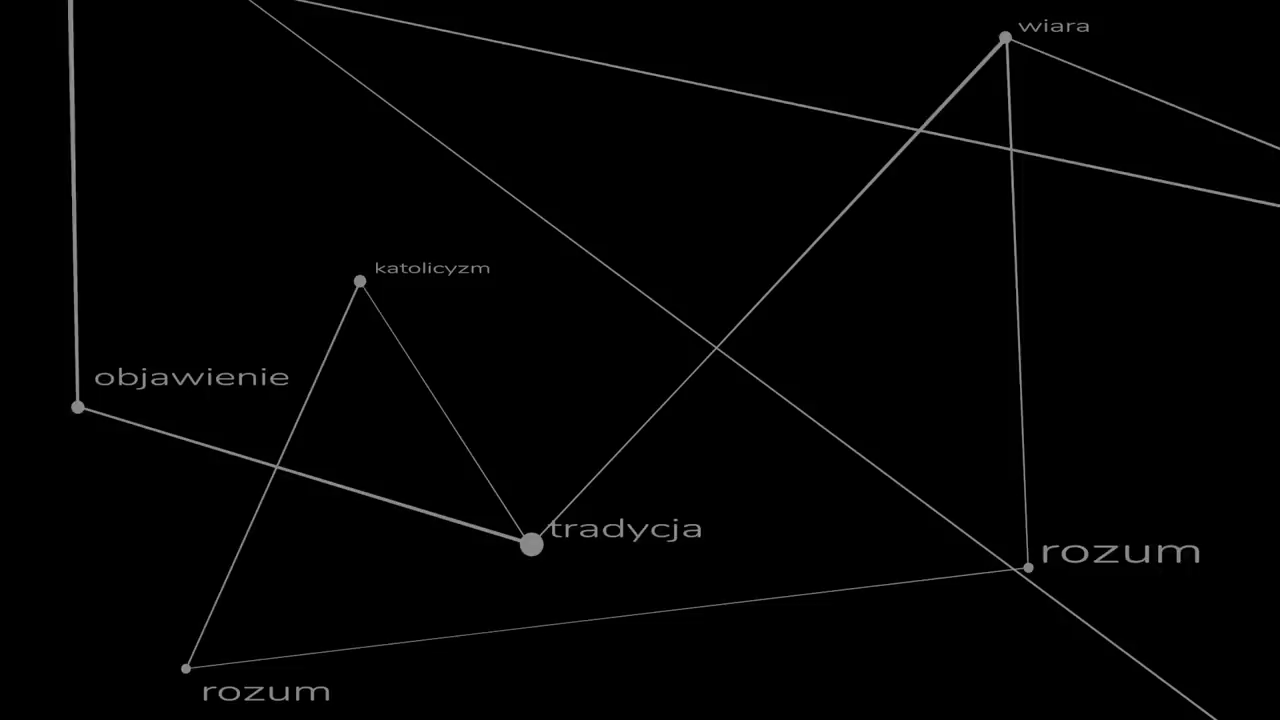 wiara
katolicyzm
objawienie
tradycja
rozum
rozum